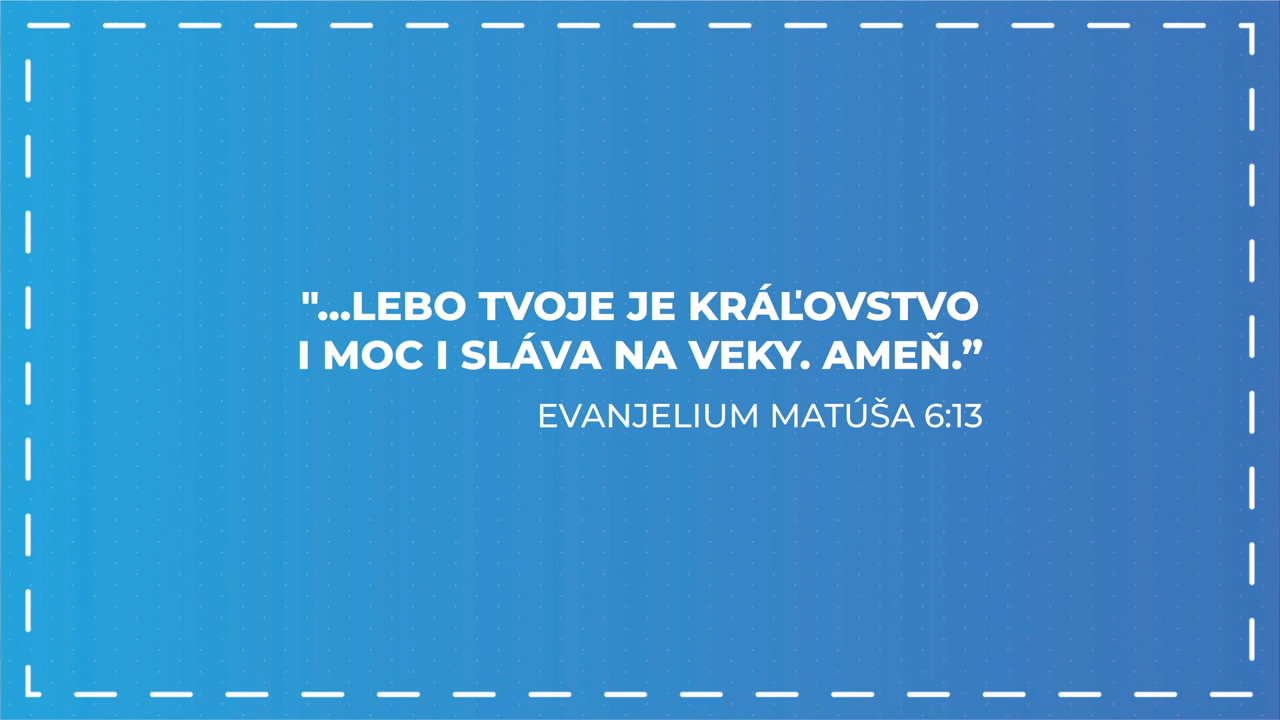 "...LEBO TVOJE JE KRÁĽOVSTVO
I MOC I SLÁVA NA VEKY. AMEŇ.”
EVANJELIUM MATÚŠA 6:13